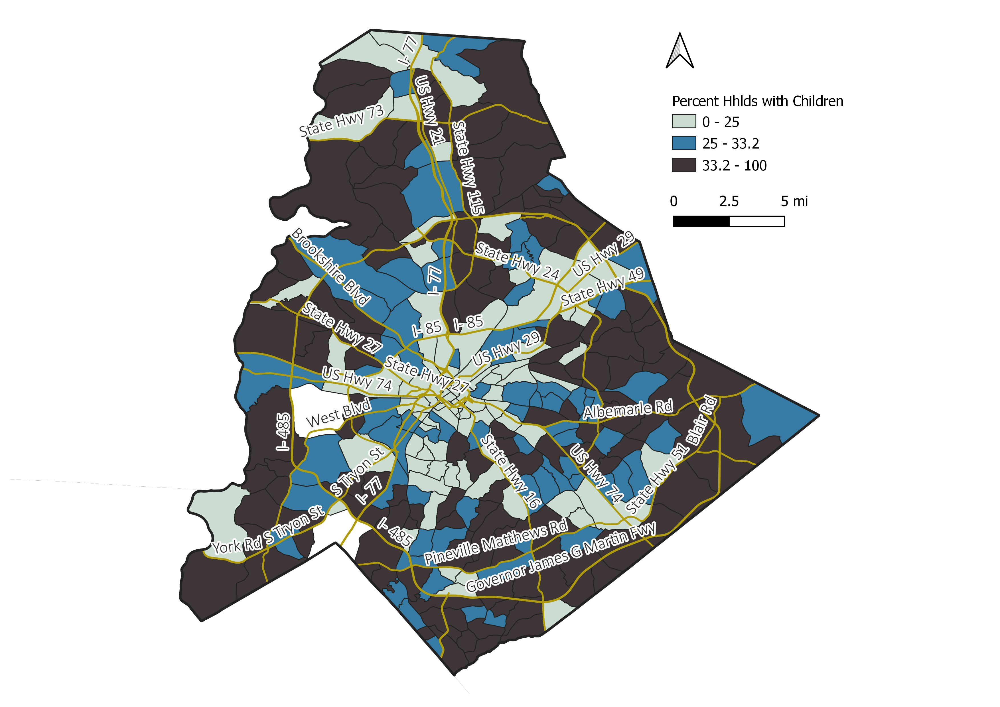 I- 77
US Hwy 21
State Hwy 73
State Hwy 115
Percent Hhlds with Children
0 - 25
25 - 33.2
33.2 - 100
0 2.5 5 mi
Brookshire Blvd
State Hwy 24
US Hwy 29
State Hwy 49
I- 77
State Hwy 27
I- 85
I- 85
US Hwy 29
State Hwy 27
US Hwy 74
West Blvd
Albemarle Rd
Blair Rd
I- 485
State Hwy 16
US Hwy 74
State Hwy 51
S Tryon St
I- 77
S Tryon St
York Rd
I- 485
Pineville Matthews Rd
Governor James G Martin Fwy